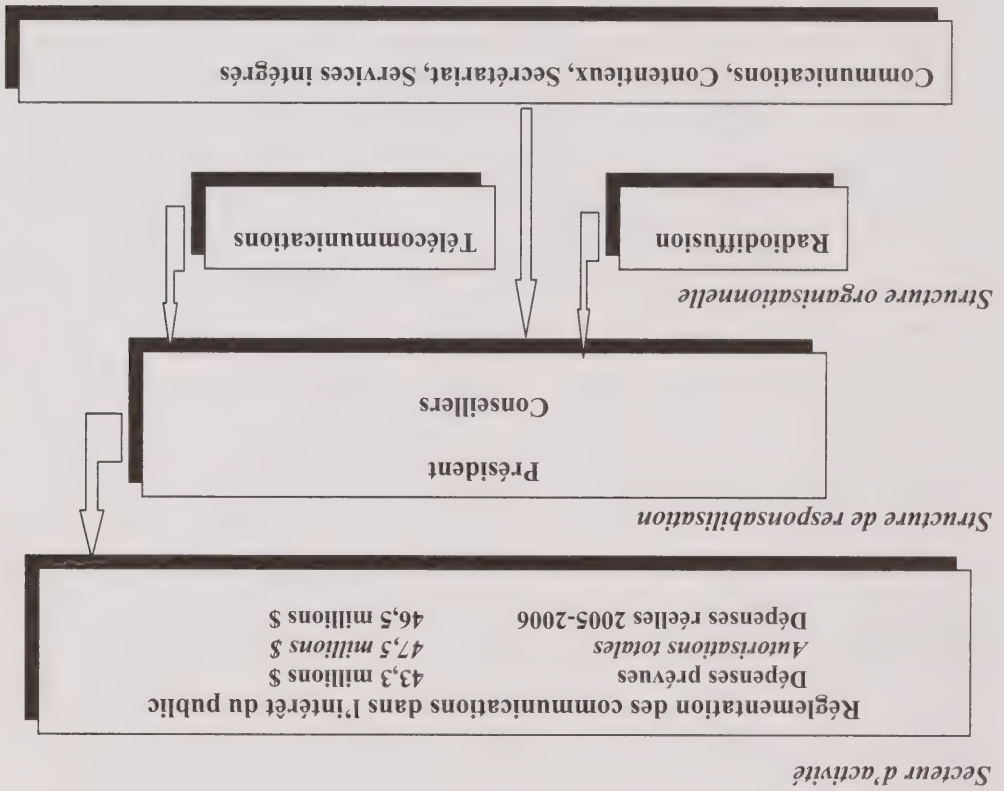 Secteur d'activité
Réglementation des communications dans l'intérêt du public
Dépenses prévues 43,3 millions $
Autorisations totales 47,5 millions $
Dépenses réelles 2005-2006 46,5 millions $
Structure de responsabilisation
Président
Conseillers
Structure organisationnelle
Radiodiffusion
Télécommunications
Communications, Contentieux, Secrétariat, Services intégrés